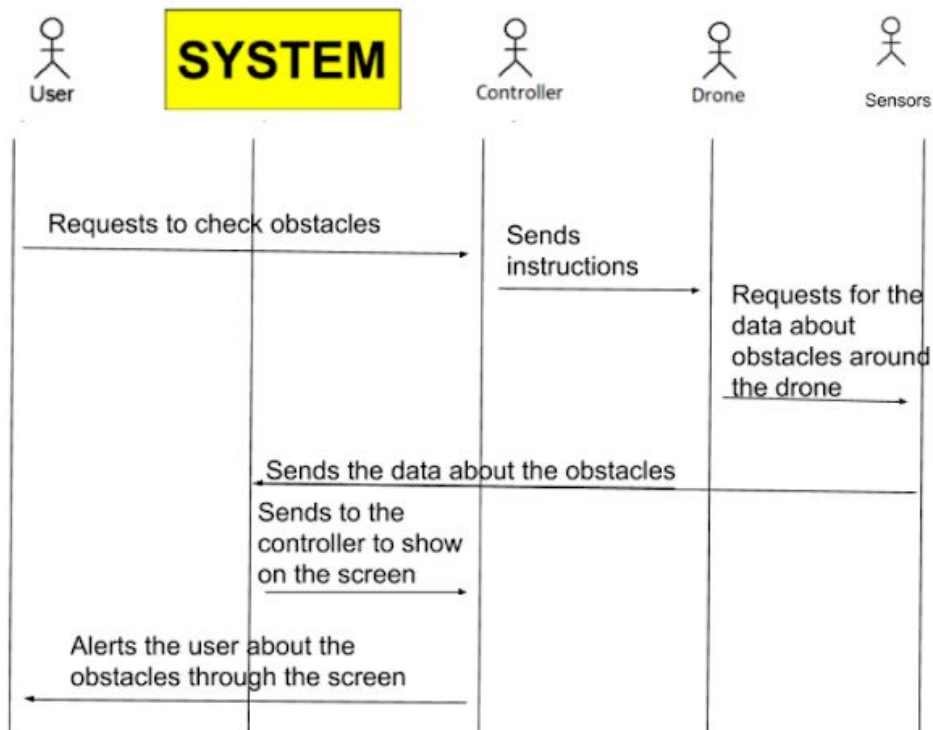 User
SYSTEM
Controller
Drone
Sensors
Requests to check obstacles
Sends
instructions
Requests for the
data about
obstacles around
the drone
Sends the data about the obstacles
Sends to the
controller to show
on the screen
Alerts the user about the
obstacles through the screen